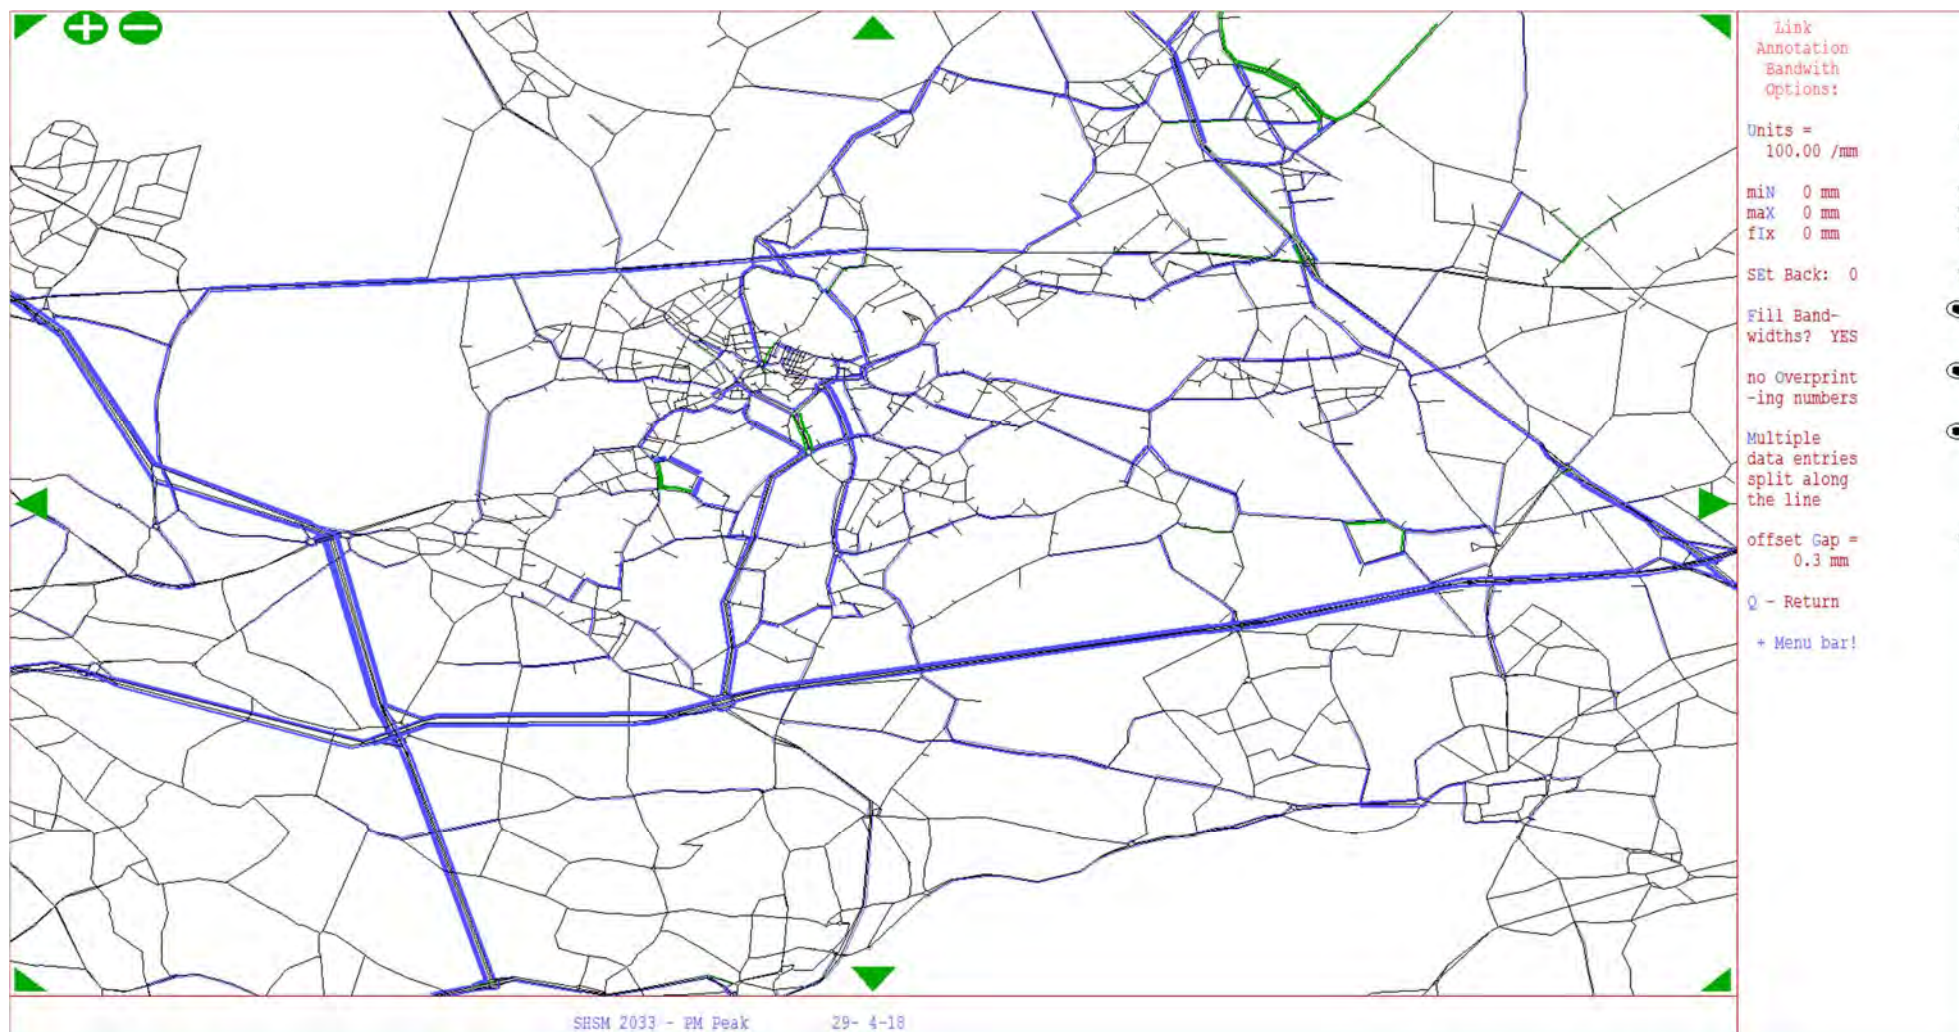 Link
Annotation
Bandwith
Options:
Units =
100.00 /mm
miN 0 mm
maX 0 mm
fIx 0 mm
SEt Back: 0
Fill Band-
widths? YES
no Overprint
-ing numbers
Multiple
data entries
split along
the line
offset Gap =
0.3 mm
Q - Return
+ Menu bar!
SHSM 2033 - PM Peak 29- 4-18